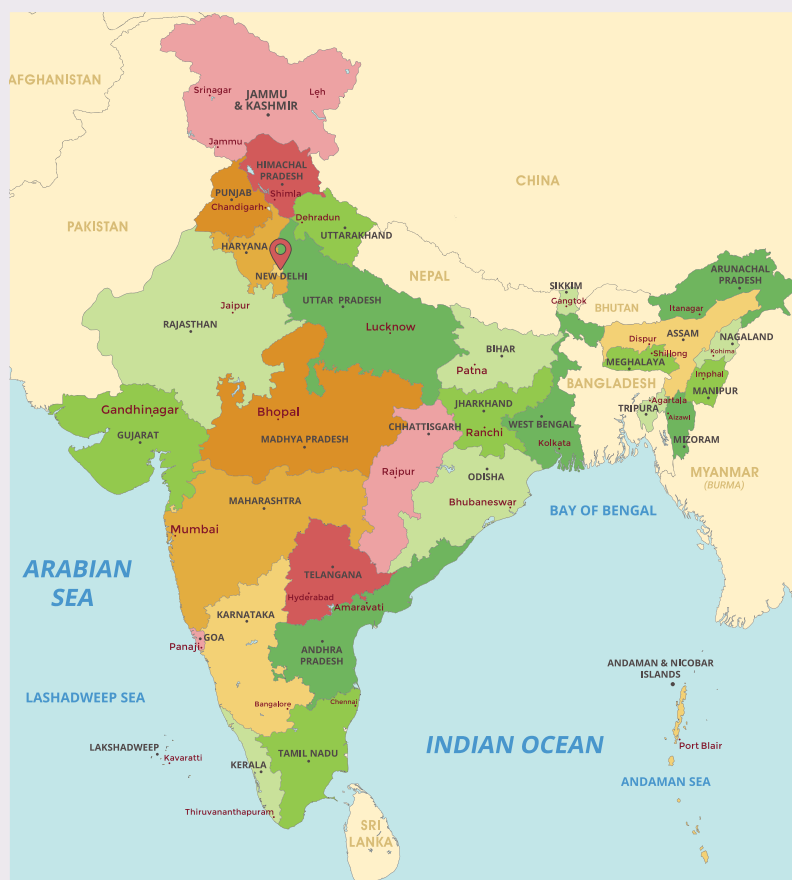 AFGHANISTAN
Srinagar
Leh
JAMMU
& KASHMIR
Jammu
HIMACHAL
PRADESH
Shimla
PUNJAB
Chandigarh
CHINA
PAKISTAN
Dehradun
UTTARAKHAND
HARYANA
NEW DELHI
NEPAL
ARUNACHAL
PRADESH
SIKKIM
Gangtok
BHUTAN
Itanagar
Jaipur
RAJASTHAN
UTTAR PRADESH
Lucknow
ASSAM
Dispur
NAGALAND
Kohima
Shillong
MEGHALAYA
BIHAR
Patna
BANGLADESH
Imphal
MANIPUR
Agartala
TRIPURA
Aizawl
MIZORAM
Gandhinagar
GUJARAT
Bhopal
MADHYA PRADESH
JHARKHAND
Ranchi
WEST BENGAL
Kolkata
CHHATTISGARH
Raipur
ODISHA
Bhubaneswar
MYANMAR
(BURMA)
MAHARASHTRA
Mumbai
BAY OF BENGAL
ARABIAN
SEA
TELANGANA
Hyderabad
Amaravati
KARNATAKA
GOA
Panaji
ANDHRA
PRADESH
ANDAMAN & NICOBAR
ISLANDS
LASHADWEEP SEA
Bangalore
Chennai
LAKSHADWEEP
Kavaratti
KERALA
TAMIL NADU
INDIAN OCEAN
Port Blair
ANDAMAN SEA
Thiruvananthapuram
SRI
LANKA